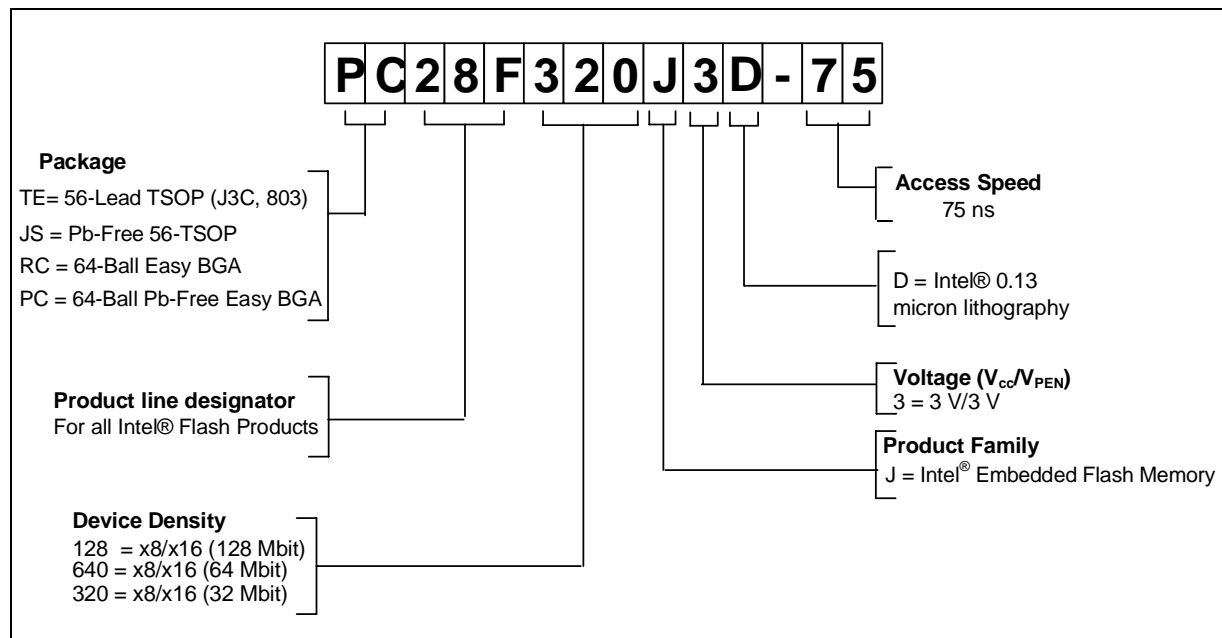 PC28F320J3D-75
Package
TE= 56-Lead TSOP (J3C, 803)
JS = Pb-Free 56-TSOP
RC = 64-Ball Easy BGA
PC = 64-Ball Pb-Free Easy BGA
Product line designator
For all Intel® Flash Products
Device Density
128 = x8/x16 (128 Mbit)
640 = x8/x16 (64 Mbit)
320 = x8/x16 (32 Mbit)
Access Speed
75 ns
D = Intel® 0.13
micron lithography
Voltage (Vcc/VPEN)
3 = 3 V/3 V
Product Family
J = Intel® Embedded Flash Memory